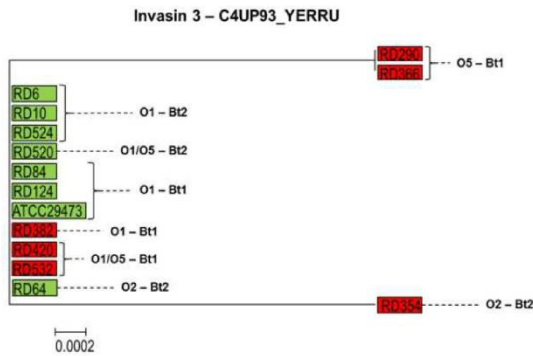 Invasin 3 – C4UP93_YERRU
RD290
RD366
O5 – Bt1
RD6
RD10
RD524
O1 – Bt2
RD520
O1/O5 – Bt2
RD84
RD124
ATCC29473
O1 – Bt1
RD382
O1 – Bt1
RD420
RD532
O1/O5 – Bt1
RD64
O2 – Bt2
RD354
O2 – Bt2
0.0002